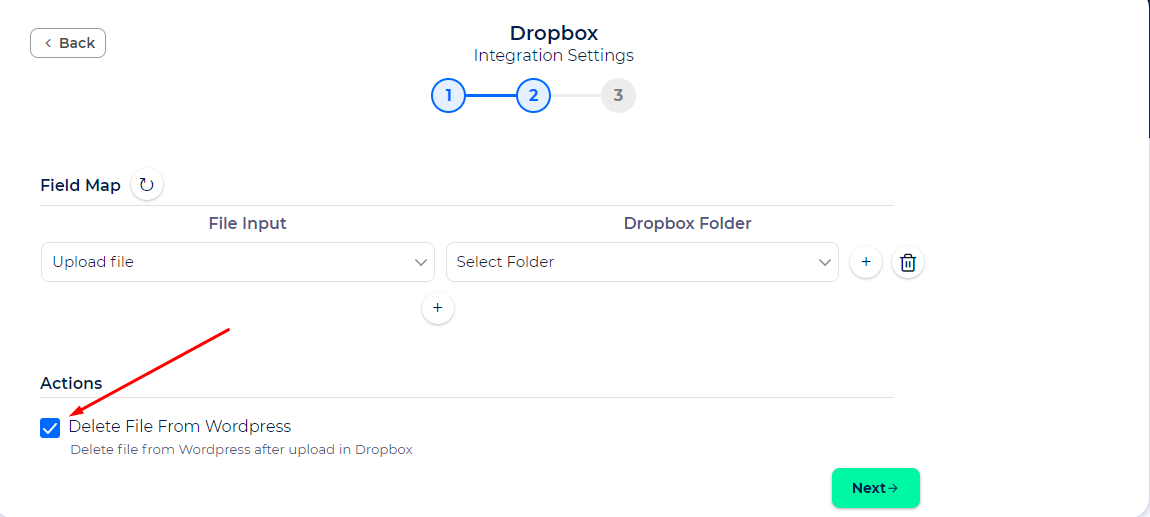 Back
Dropbox
Integration Settings
1 2 3
Field Map
File Input Dropbox Folder
Upload file Select Folder
Actions
Delete File From Wordpress
Delete file from Wordpress after upload in Dropbox
Next